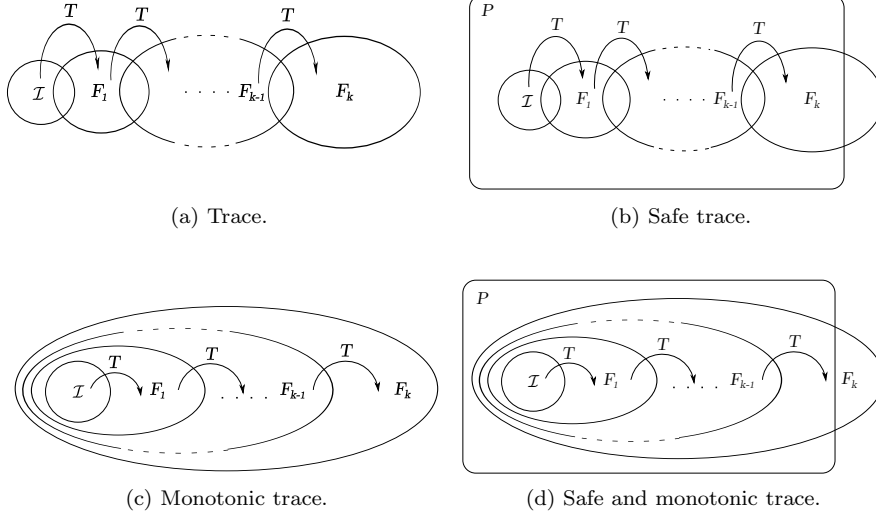 T T T
I F₁ · · · · Fₖ₋₁ Fₖ
(a) Trace.
P
T T T
I F₁ · · · · Fₖ₋₁ Fₖ
(b) Safe trace.
T T T
I F₁ · · · · Fₖ₋₁ Fₖ
(c) Monotonic trace.
P
T T T
I F₁ · · · · Fₖ₋₁ Fₖ
(d) Safe and monotonic trace.